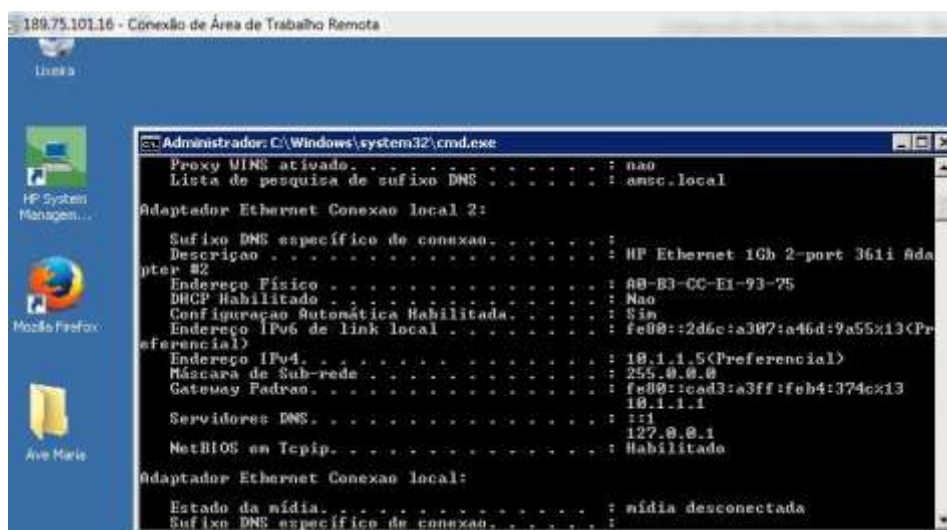 189.75.101.16 - Conexão de Área de Trabalho Remota
Lixeira
HP System
Managem...
Mozilla Firefox
Ave Maria
Administrador: C:\Windows\system32\cmd.exe
Proxy WINS ativado. . . . . . . . . . . . . . : nao
Lista de pesquisa de sufixo DNS . . . . . . : amsc.local
Adaptador Ethernet Conexao local 2:
Sufixo DNS específico de conexao. . . . . . :
Descriçao . . . . . . . . . . . . . . . . . . : HP Ethernet 1Gb 2-port 361i Ada
pter #2
Endereço Físico . . . . . . . . . . . . . . . : A0-B3-CC-E1-93-75
DHCP Habilitado . . . . . . . . . . . . . . . : Nao
Configuraçao Automática Habilitada. . . . . : Sim
Endereço IPv6 de link local . . . . . . . . : fe80::2d6c:a307:a46d:9a55%13(Pr
eferencial)
Endereço IPv4. . . . . . . . . . . . . . . . : 10.1.1.5(Preferencial)
Máscara de Sub-rede . . . . . . . . . . . . . : 255.0.0.0
Gateway Padrao. . . . . . . . . . . . . . . . : fe80::cad3:a3ff:feb4:374c%13
10.1.1.1
Servidores DNS. . . . . . . . . . . . . . . . : ::1
127.0.0.1
NetBIOS em Tcpip. . . . . . . . . . . . . . . : Habilitado
Adaptador Ethernet Conexao local:
Estado da mídia. . . . . . . . . . . . . . . : mídia desconectada
Sufixo DNS específico de conexao. . . . . . :